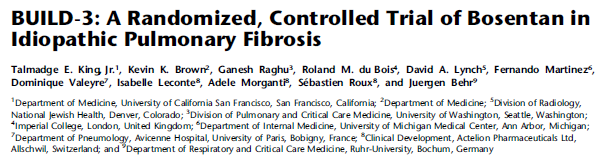 BUILD-3: A Randomized, Controlled Trial of Bosentan in
Idiopathic Pulmonary Fibrosis
Talmadge E. King, Jr.¹, Kevin K. Brown², Ganesh Raghu³, Roland M. du Bois⁴, David A. Lynch⁵, Fernando Martinez⁶,
Dominique Valeyre⁷, Isabelle Leconte⁸, Adele Morganti⁸, Sébastien Roux⁸, and Juergen Behr⁹
¹Department of Medicine, University of California San Francisco, San Francisco, California; ²Department of Medicine; ⁵Division of Radiology,
National Jewish Health, Denver, Colorado; ³Division of Pulmonary and Critical Care Medicine, University of Washington, Seattle, Washington;
⁴Imperial College, London, United Kingdom; ⁶Department of Internal Medicine, University of Michigan Medical Center, Ann Arbor, Michigan;
⁷Department of Pneumology, Avicenne Hospital, University of Paris, Bobigny, France; ⁸Clinical Development, Actelion Pharmaceuticals Ltd,
Allschwil, Switzerland; and ⁹Department of Respiratory and Critical Care Medicine, Ruhr-University, Bochum, Germany